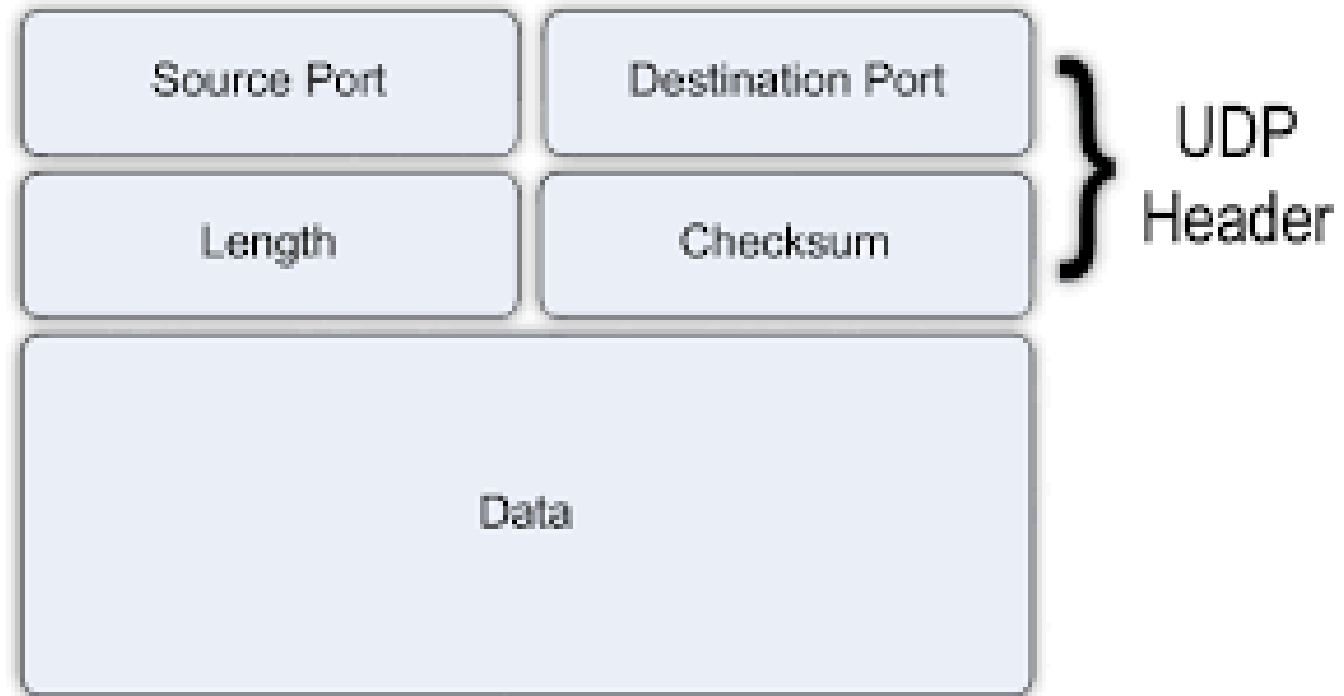 Source Port
Destination Port
UDP
Header
Length
Checksum
Data